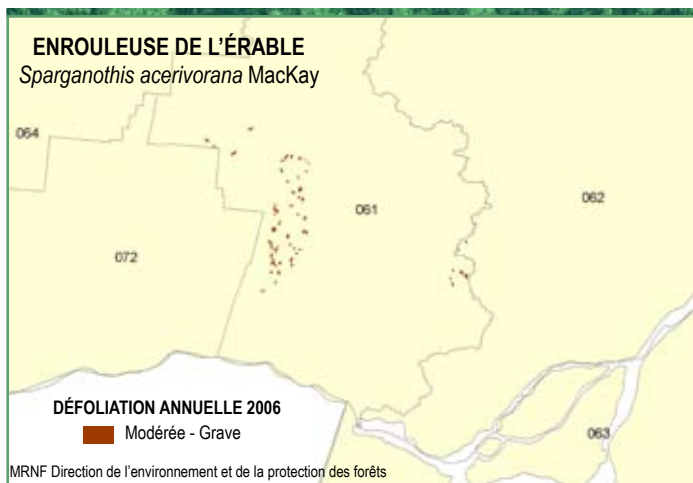 ENROULEUSE DE L'ÉRABLE
Sparganothis acerivorana MacKay
064
061
062
072
DÉFOLIATION ANNUELLE 2006
Modérée - Grave
063
MRNF Direction de l'environnement et de la protection des forêts